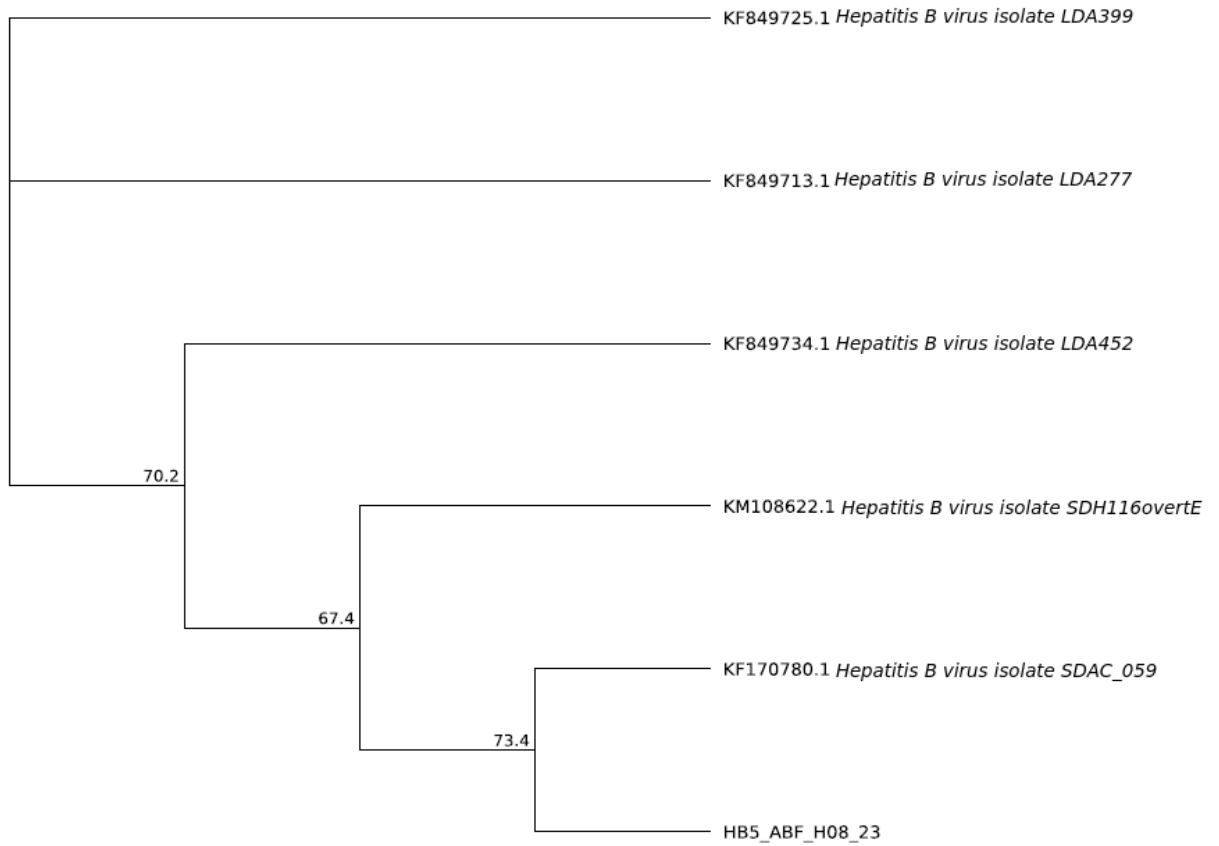 KF849725.1 Hepatitis B virus isolate LDA399
KF849713.1 Hepatitis B virus isolate LDA277
KF849734.1 Hepatitis B virus isolate LDA452
70.2
KM108622.1 Hepatitis B virus isolate SDH116overtE
67.4
KF170780.1 Hepatitis B virus isolate SDAC_059
73.4
HB5_ABF_H08_23